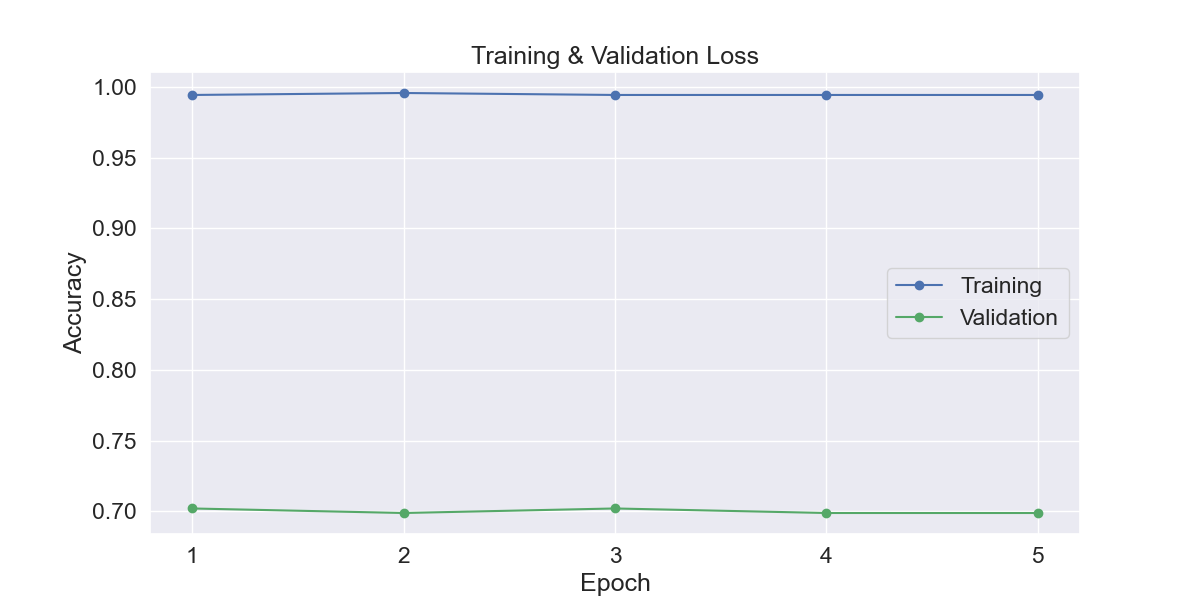 Training & Validation Loss
1.00
0.95
0.90
0.85
0.80
0.75
0.70
Accuracy
Training
Validation
1 2 3 4 5
Epoch